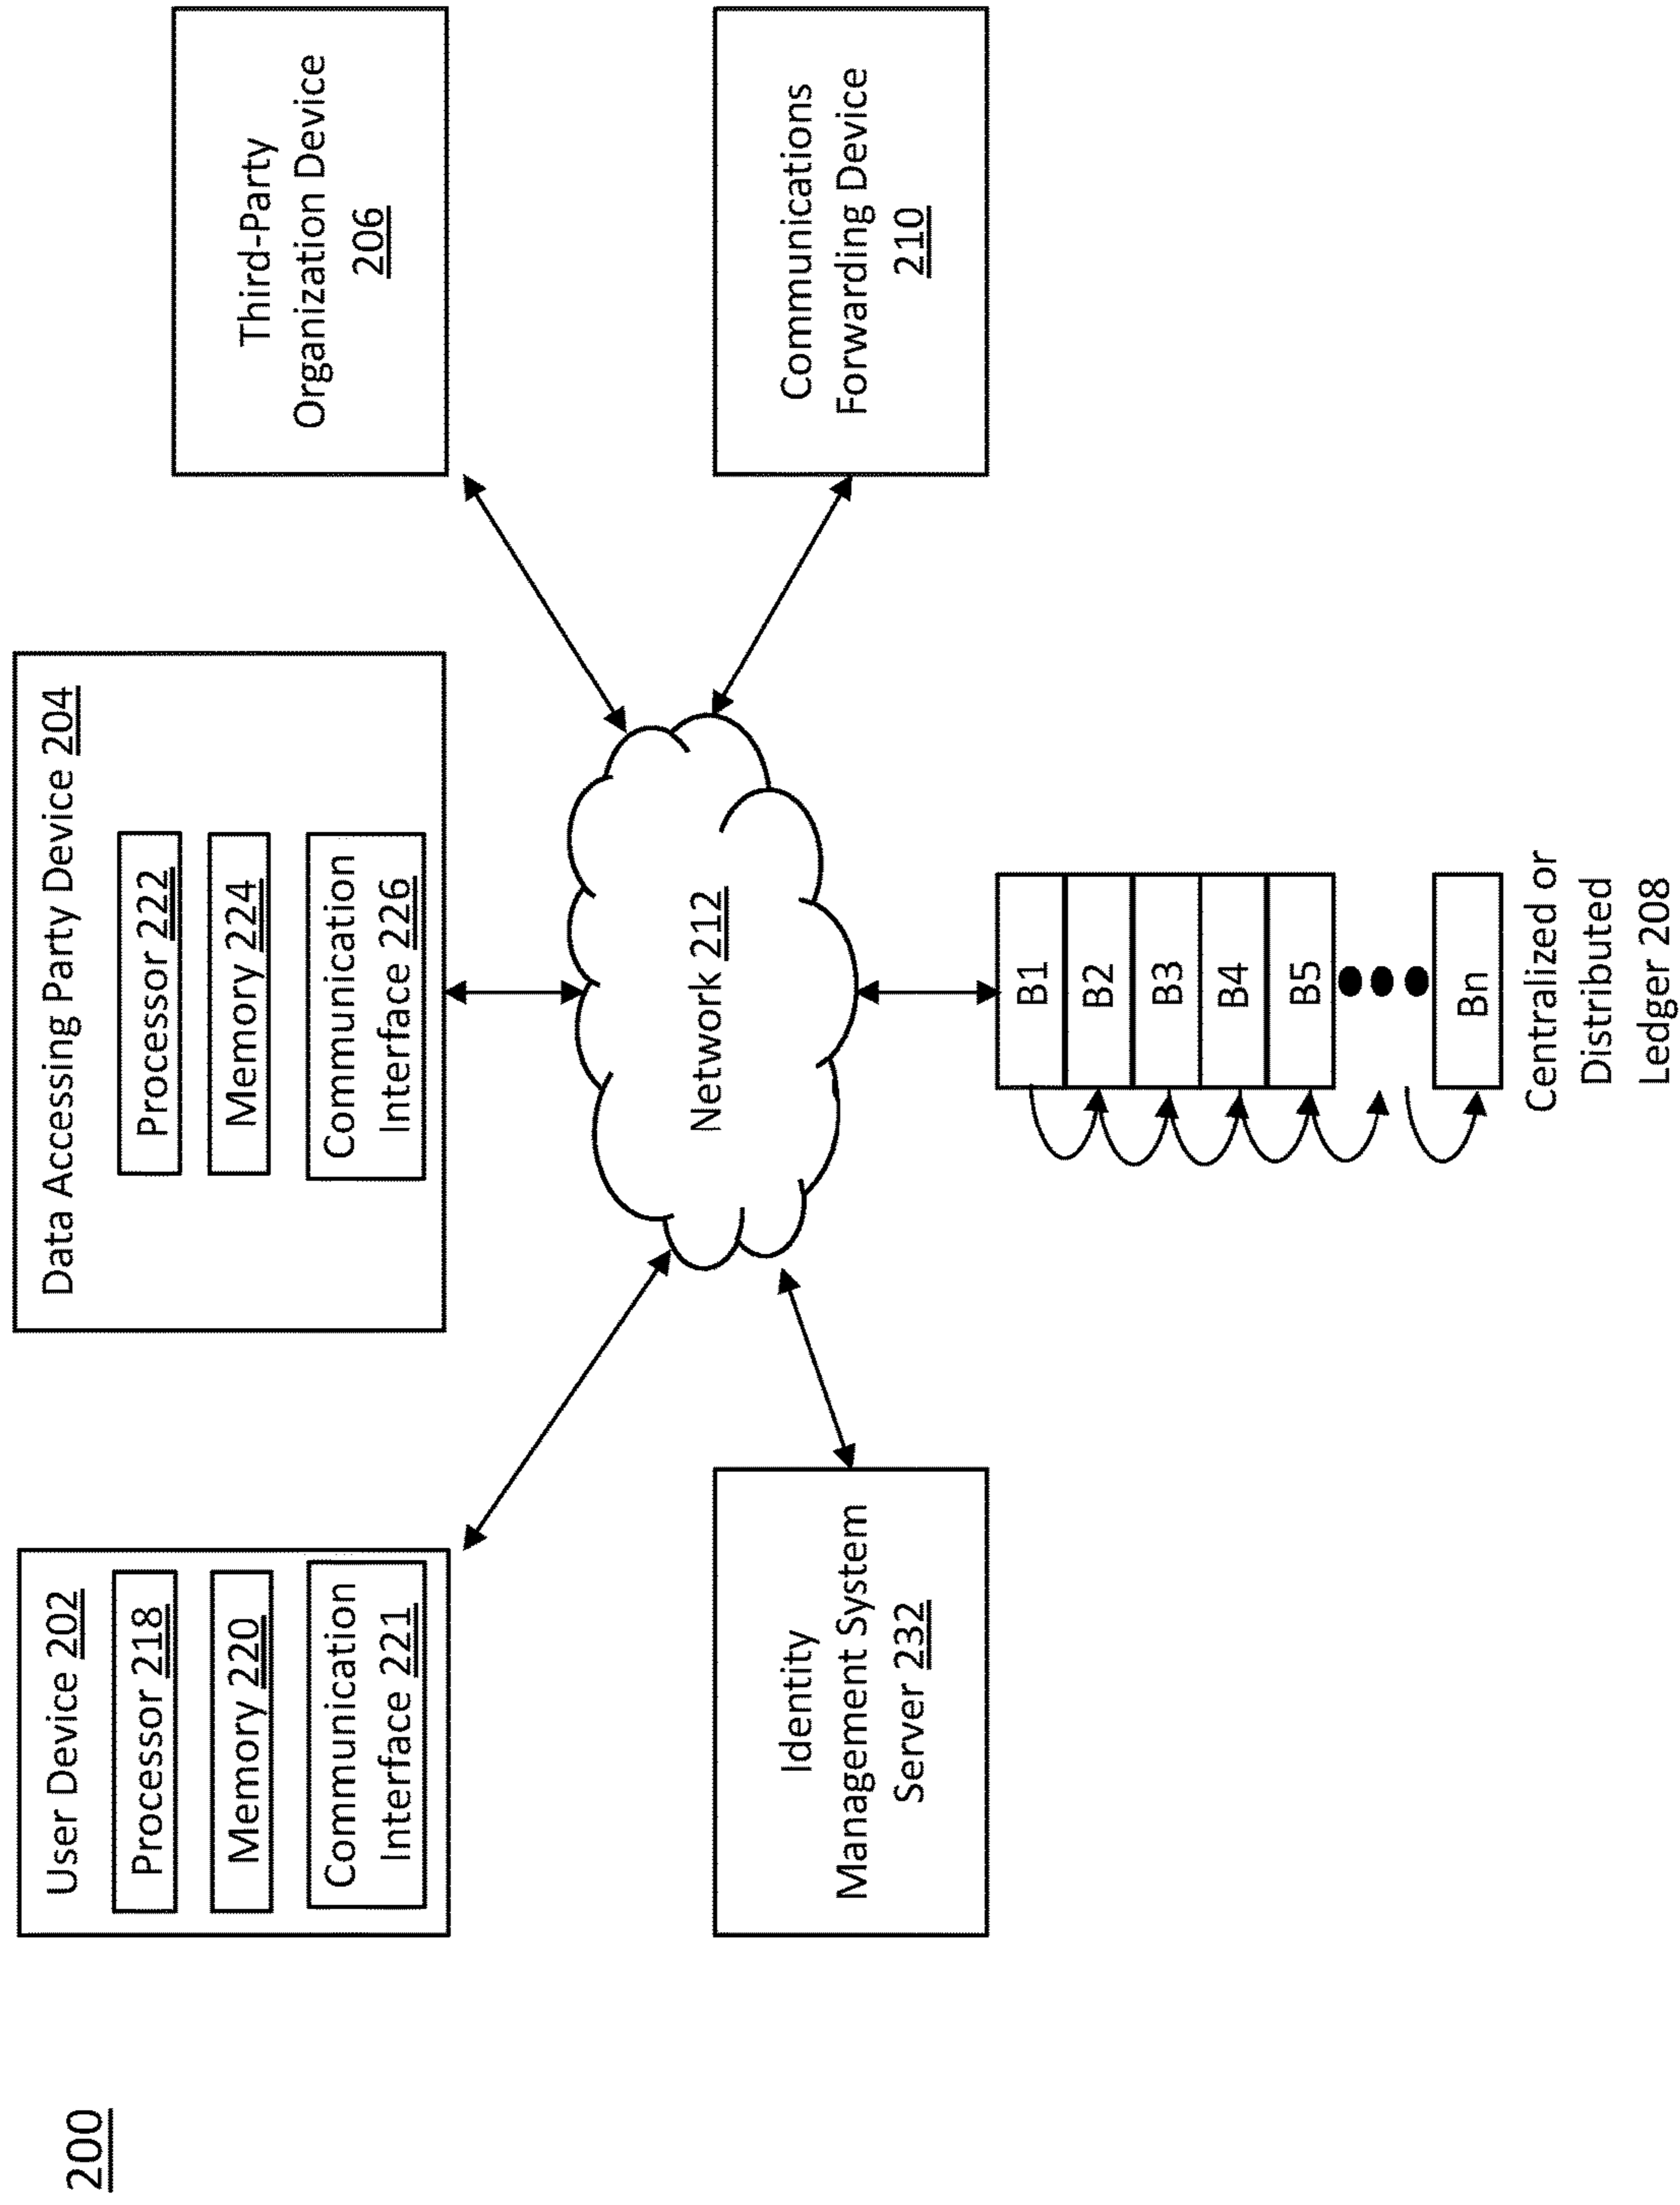 200
User Device 202
Processor 218
Memory 220
Communication
Interface 221
Data Accessing Party Device 204
Processor 222
Memory 224
Communication
Interface 226
Third-Party
Organization Device
206
Network 212
Identity
Management System
Server 232
Communications
Forwarding Device
210
B1
B2
B3
B4
B5
Bn
Centralized or
Distributed
Ledger 208